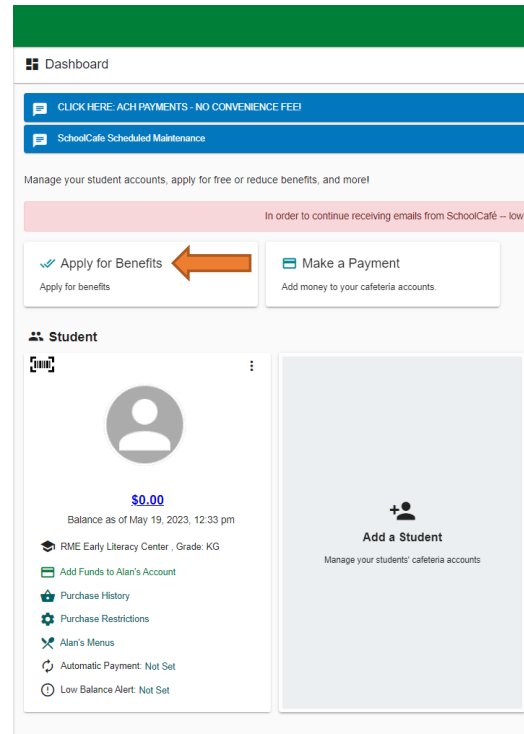 Dashboard
CLICK HERE: ACH PAYMENTS - NO CONVENIENCE FEE!
SchoolCafe Scheduled Maintenance
Manage your student accounts, apply for free or reduce benefits, and more!
In order to continue receiving emails from SchoolCafé -- low
Apply for Benefits
Apply for benefits
Make a Payment
Add money to your cafeteria accounts.
Student
$0.00
Balance as of May 19, 2023, 12:33 pm
RME Early Literacy Center , Grade: KG
Add Funds to Alan's Account
Purchase History
Purchase Restrictions
Alan's Menus
Automatic Payment: Not Set
Low Balance Alert: Not Set
Add a Student
Manage your students' cafeteria accounts